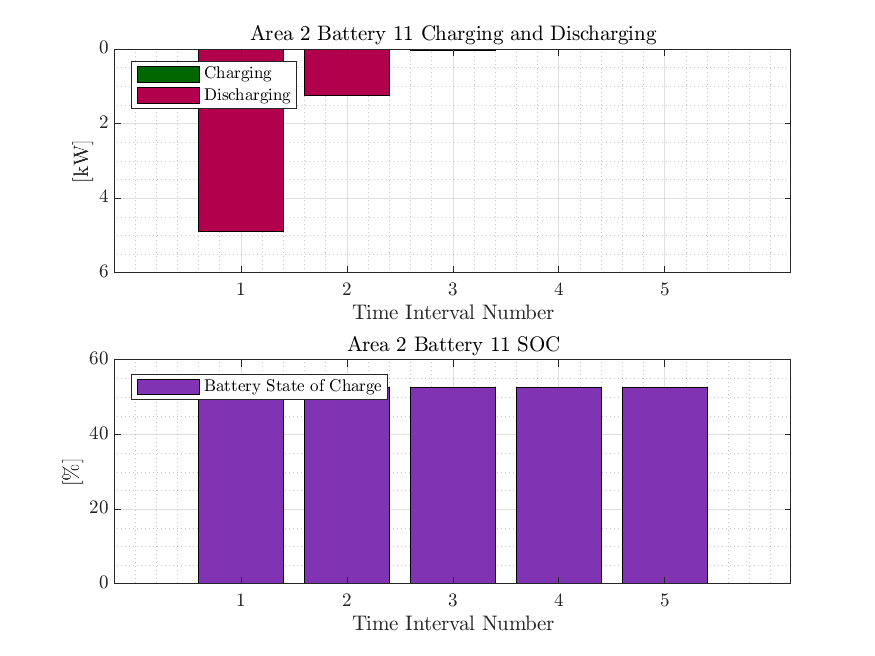 Area 2 Battery 11 Charging and Discharging
0
Charging
Discharging
2
[kW]
4
6
1 2 3 4 5
Time Interval Number
Area 2 Battery 11 SOC
60
Battery State of Charge
40
[%]
20
0
1 2 3 4 5
Time Interval Number